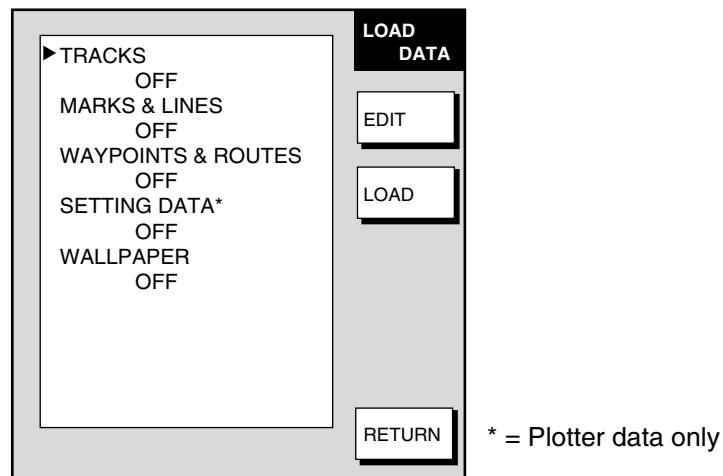 LOAD
DATA
▶TRACKS
OFF
MARKS & LINES
OFF
WAYPOINTS & ROUTES
OFF
SETTING DATA*
OFF
WALLPAPER
OFF
EDIT
LOAD
RETURN
* = Plotter data only